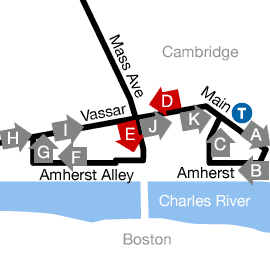 Mass Ave
Cambridge
D
Main
Vassar
T
H
I
E
J
K
A
G
F
C
B
Amherst Alley
Amherst
Charles River
Boston